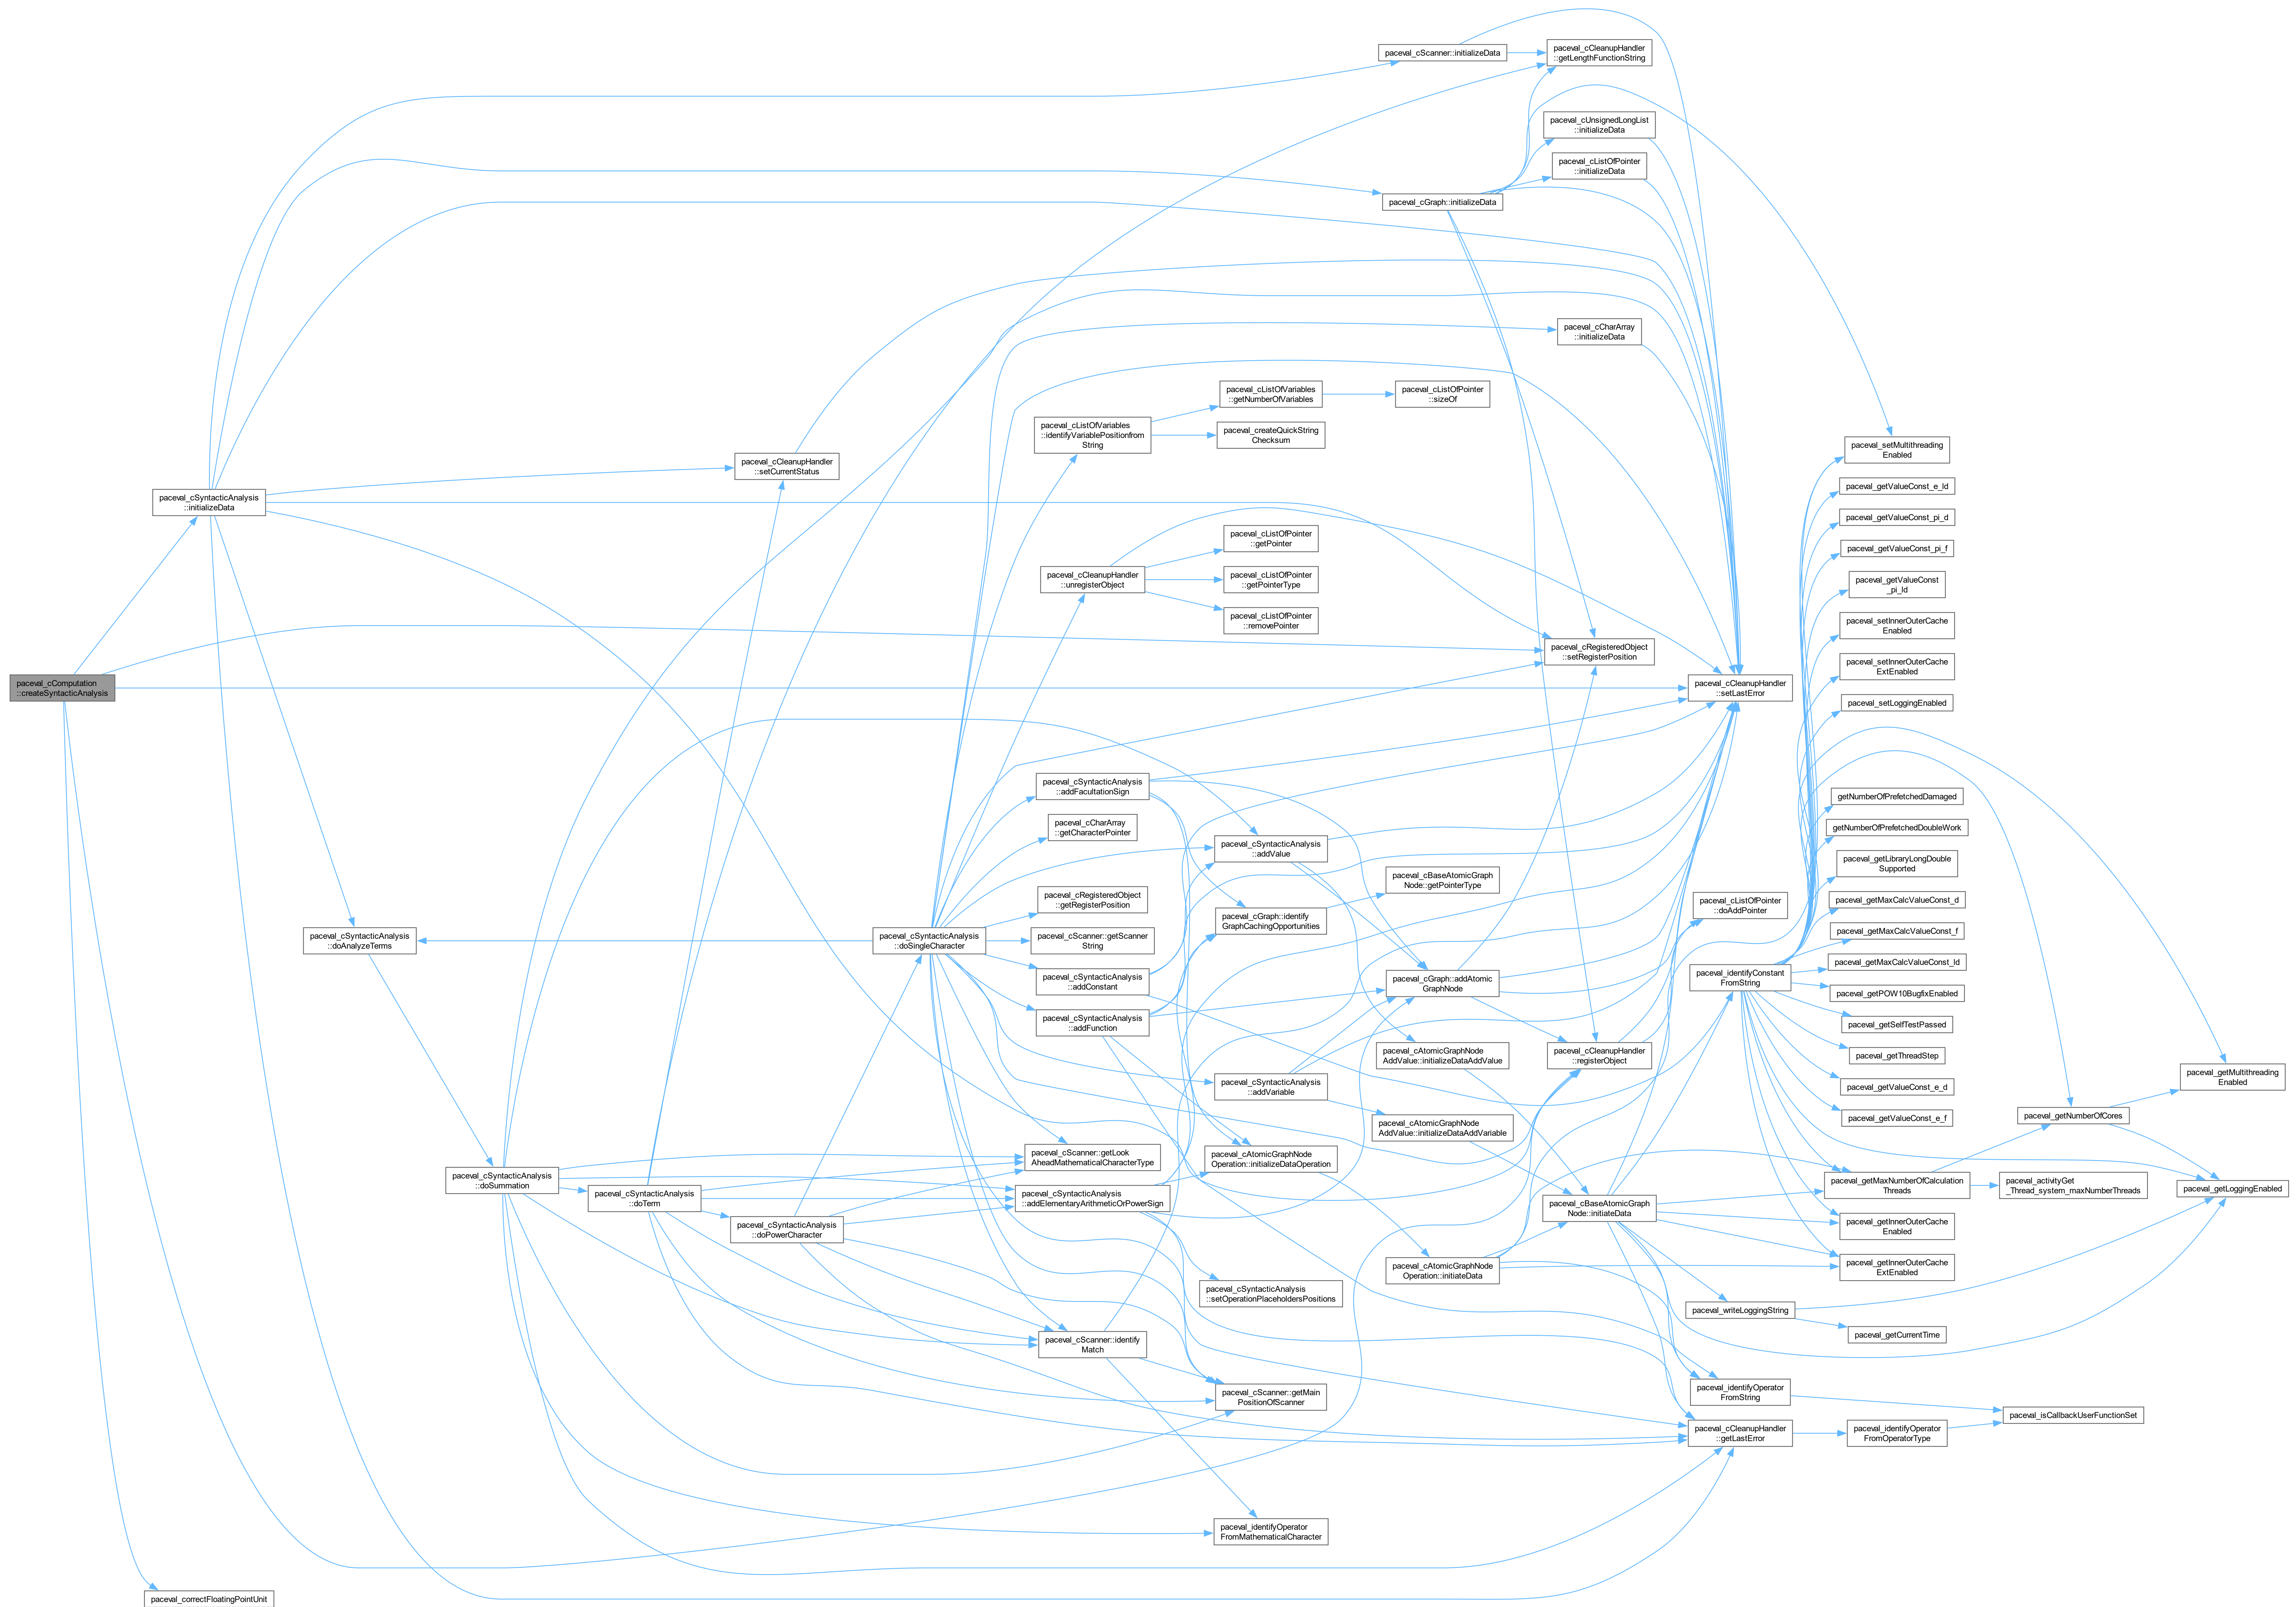 paceval_cComputation
::createSyntacticAnalysis
paceval_cSyntacticAnalysis
::initializeData
paceval_correctFloatingPointUnit
paceval_cSyntacticAnalysis
::doAnalyzeTerms
paceval_cSyntacticAnalysis
::doSummation
paceval_cSyntacticAnalysis
::doTerm
paceval_cCleanupHandler
::setCurrentStatus
paceval_cSyntacticAnalysis
::doPowerCharacter
paceval_cSyntacticAnalysis
::doSingleCharacter
paceval_cListOfVariables
::identifyVariablePositionfrom
String
paceval_cCleanupHandler
::unregisterObject
paceval_cSyntacticAnalysis
::addFacultationSign
paceval_cCharArray
::getCharacterPointer
paceval_cRegisteredObject
::getRegisterPosition
paceval_cScanner::getScanner
String
paceval_cSyntacticAnalysis
::addConstant
paceval_cSyntacticAnalysis
::addFunction
paceval_cScanner::getLook
AheadMathematicalCharacterType
paceval_cSyntacticAnalysis
::addElementaryArithmeticOrPowerSign
paceval_cScanner::identify
Match
paceval_cListOfVariables
::getNumberOfVariables
paceval_createQuickString
Checksum
paceval_cListOfPointer
::getPointer
paceval_cListOfPointer
::getPointerType
paceval_cListOfPointer
::removePointer
paceval_cSyntacticAnalysis
::addValue
paceval_cGraph::identify
GraphCachingOpportunities
paceval_cSyntacticAnalysis
::addVariable
paceval_cAtomicGraphNode
Operation::initializeDataOperation
paceval_cSyntacticAnalysis
::setOperationPlaceholdersPositions
paceval_cScanner::getMain
PositionOfScanner
paceval_identifyOperator
FromMathematicalCharacter
paceval_cScanner::initializeData
paceval_cGraph::initializeData
paceval_cListOfPointer
::sizeOf
paceval_cBaseAtomicGraph
Node::getPointerType
paceval_cGraph::addAtomic
GraphNode
paceval_cAtomicGraphNode
AddValue::initializeDataAddValue
paceval_cAtomicGraphNode
AddValue::initializeDataAddVariable
paceval_cAtomicGraphNode
Operation::initiateData
paceval_cCleanupHandler
::getLengthFunctionString
paceval_cUnsignedLongList
::initializeData
paceval_cListOfPointer
::initializeData
paceval_cCharArray
::initializeData
paceval_cRegisteredObject
::setRegisterPosition
paceval_cCleanupHandler
::registerObject
paceval_cBaseAtomicGraph
Node::initiateData
paceval_cCleanupHandler
::setLastError
paceval_cListOfPointer
::doAddPointer
paceval_identifyConstant
FromString
paceval_writeLoggingString
paceval_identifyOperator
FromString
paceval_cCleanupHandler
::getLastError
paceval_setMultithreading
Enabled
paceval_getValueConst_e_ld
paceval_getValueConst_pi_d
paceval_getValueConst_pi_f
paceval_getValueConst
_pi_ld
paceval_setInnerOuterCache
Enabled
paceval_setInnerOuterCache
ExtEnabled
paceval_setLoggingEnabled
getNumberOfPrefetchedDamaged
getNumberOfPrefetchedDoubleWork
paceval_getLibraryLongDouble
Supported
paceval_getMaxCalcValueConst_d
paceval_getMaxCalcValueConst_f
paceval_getMaxCalcValueConst_ld
paceval_getPOW10BugfixEnabled
paceval_getSelfTestPassed
paceval_getThreadStep
paceval_getValueConst_e_d
paceval_getValueConst_e_f
paceval_getMaxNumberOfCalculation
Threads
paceval_getInnerOuterCache
Enabled
paceval_getInnerOuterCache
ExtEnabled
paceval_getCurrentTime
paceval_identifyOperator
FromOperatorType
paceval_getNumberOfCores
paceval_activityGet
_Thread_system_maxNumberThreads
paceval_isCallbackUserFunctionSet
paceval_getMultithreading
Enabled
paceval_getLoggingEnabled